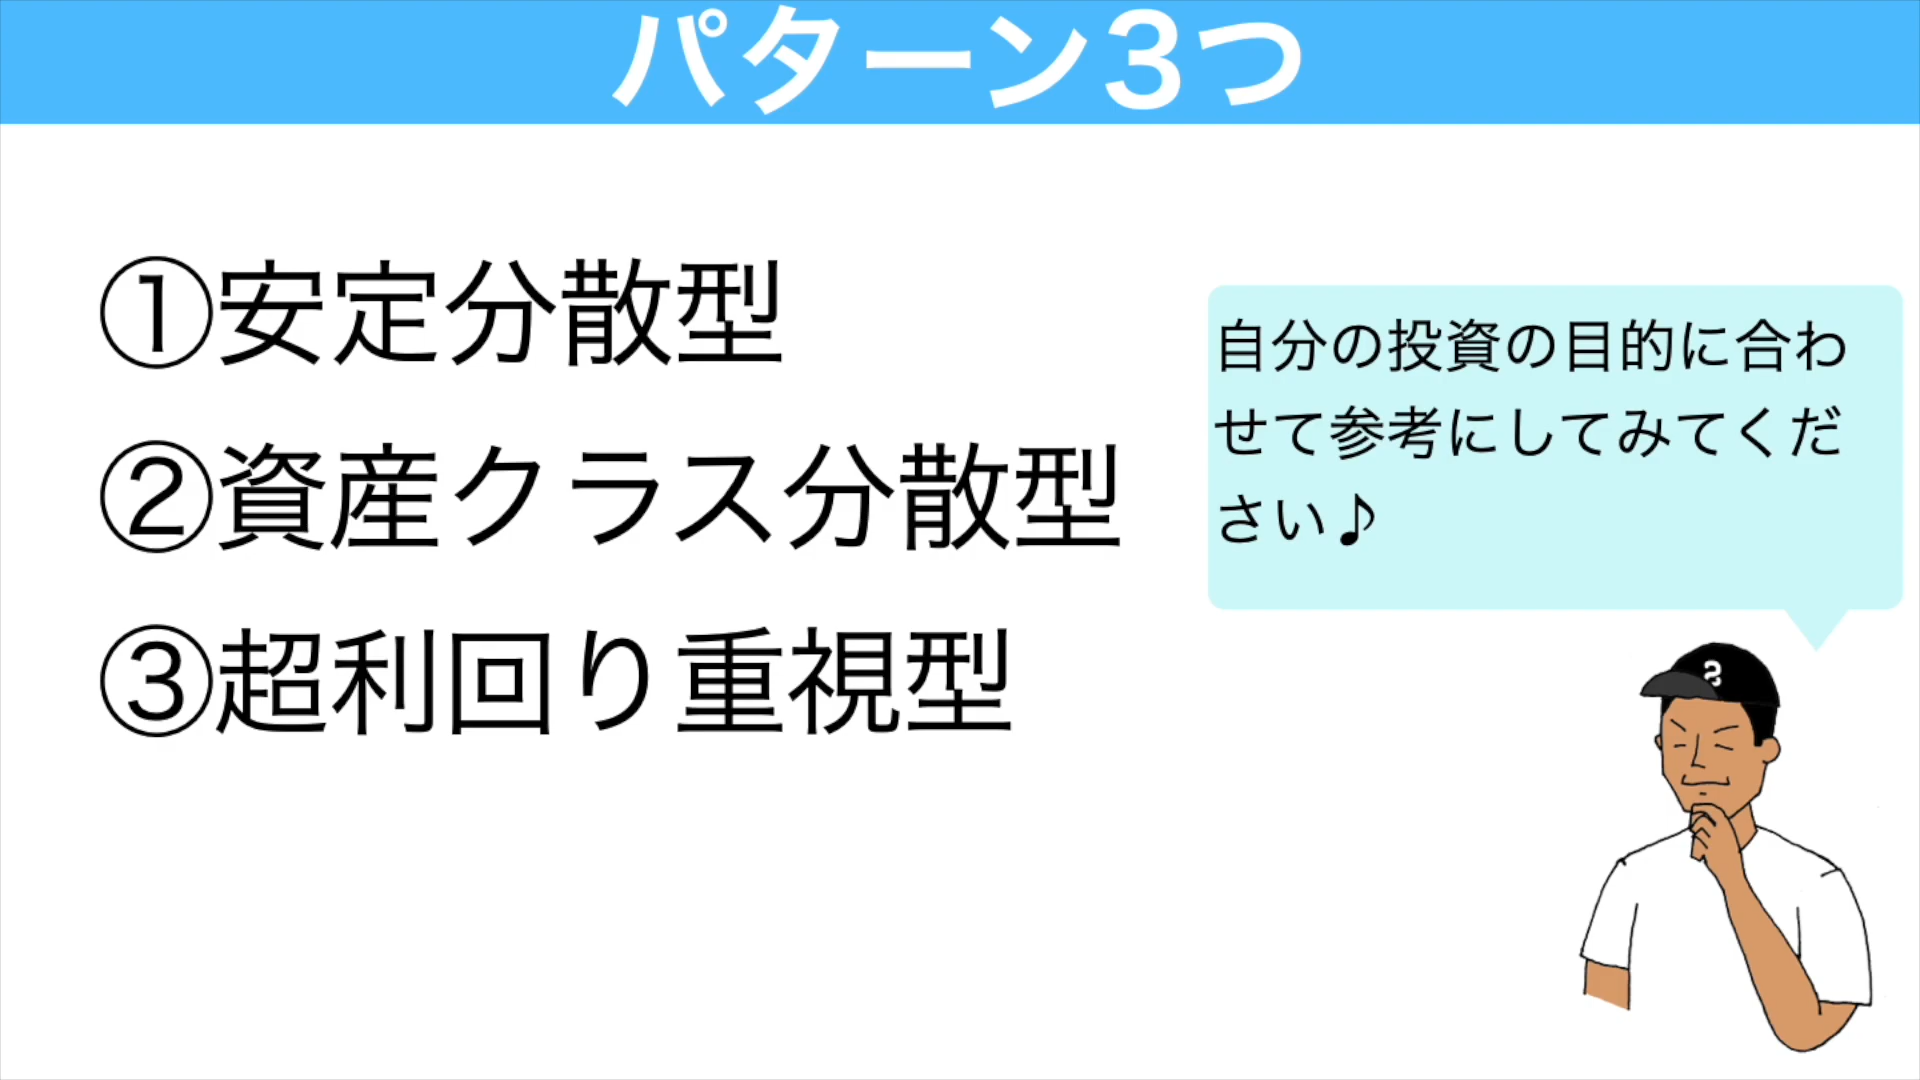 パターン3つ
①安定分散型
②資産クラス分散型
③超利回り重視型
自分の投資の目的に合わ
せて参考にしてみてくだ
さい♪